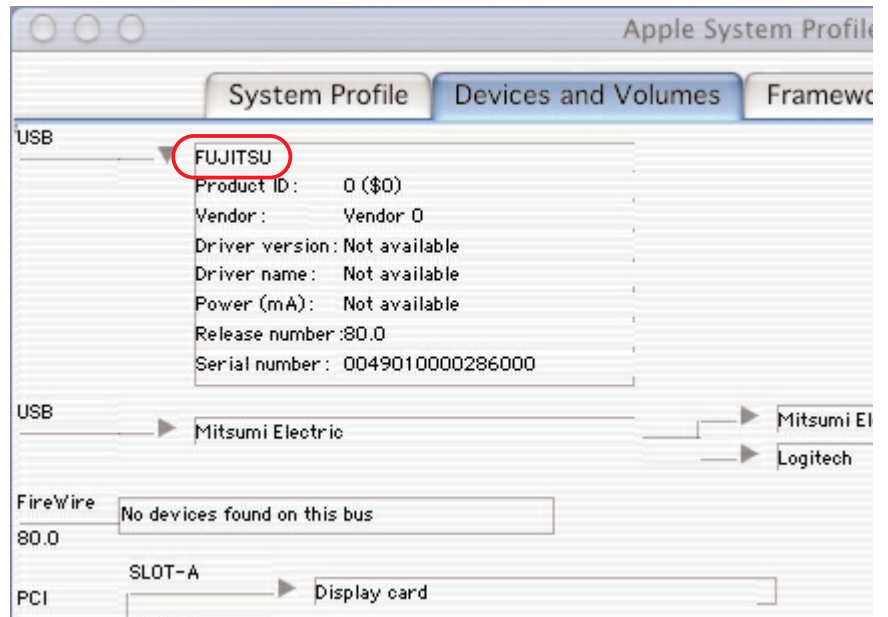 Apple System Profile
System Profile
Devices and Volumes
Framewo
USB
FUJITSU
Product ID: 0 ($0)
Vendor: Vendor 0
Driver version: Not available
Driver name: Not available
Power (mA): Not available
Release number:80.0
Serial number: 0049010000286000
USB
Mitsumi Electric
Mitsumi El
Logitech
FireWire
No devices found on this bus
80.0
SLOT-A
PCI
Display card